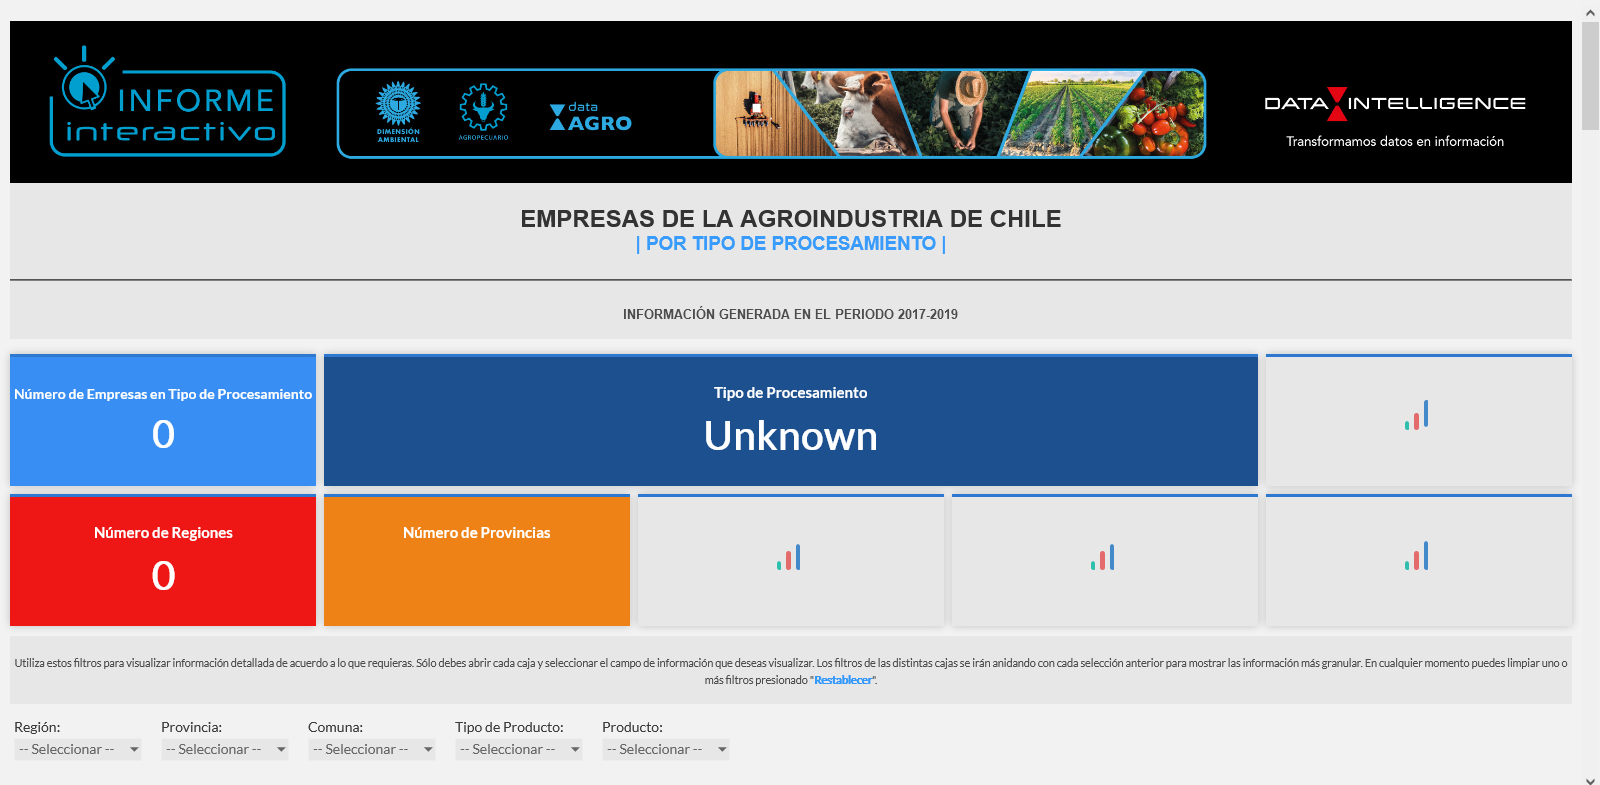 INFORME
interactivo
DIMENSIÓN
AMBIENTAL
AGROPECUARIO
data
AGRO
DATA INTELLIGENCE
Transformamos datos en información
EMPRESAS DE LA AGROINDUSTRIA DE CHILE
| POR TIPO DE PROCESAMIENTO |
INFORMACIÓN GENERADA EN EL PERIODO 2017-2019
Número de Empresas en Tipo de Procesamiento
0
Tipo de Procesamiento
Unknown
Número de Regiones
0
Número de Provincias
Utiliza estos filtros para visualizar información detallada de acuerdo a lo que requieras. Sólo debes abrir cada caja y seleccionar el campo de información que deseas visualizar. Los filtros de las distintas cajas se irán anidando con cada selección anterior para mostrar las información más granular. En cualquier momento puedes limpiar uno o
más filtros presionado "Restablecer".
Región: Provincia: Comuna: Tipo de Producto: Producto:
-- Seleccionar -- -- Seleccionar -- -- Seleccionar -- -- Seleccionar -- -- Seleccionar --